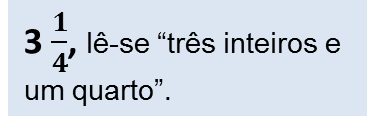 3 1/4, lê-se “três inteiros e
um quarto”.